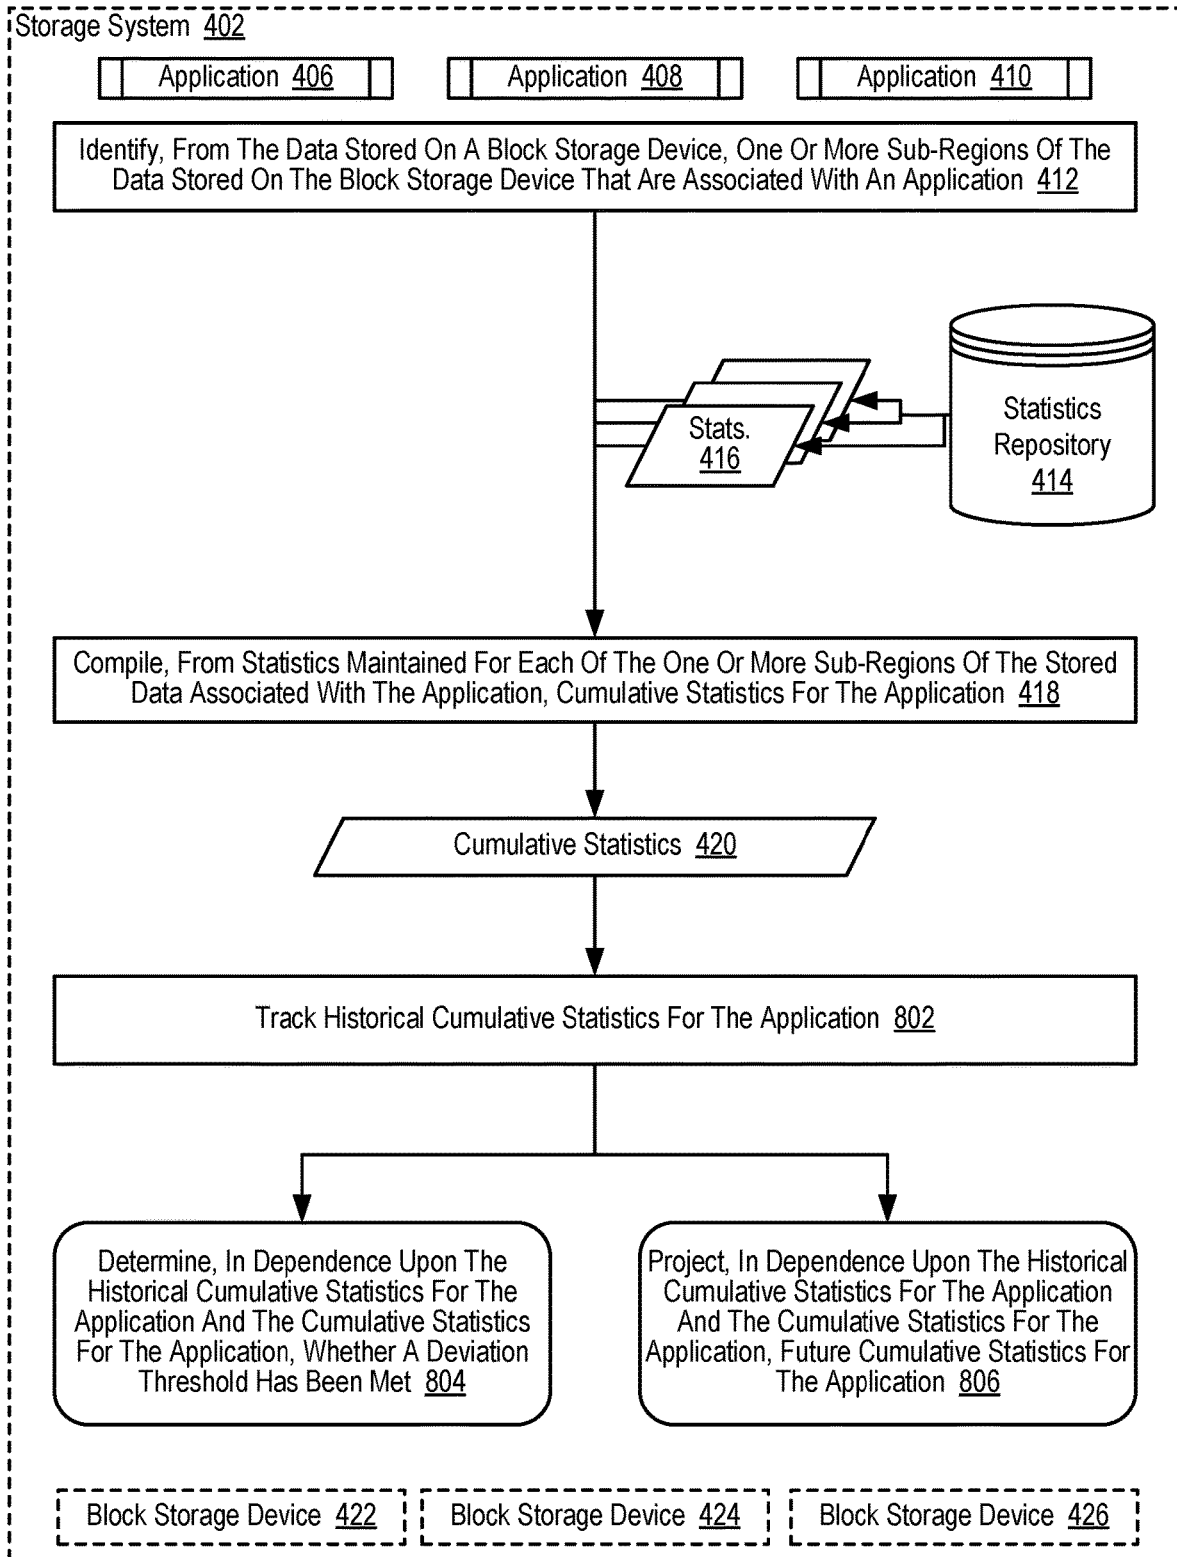 Storage System 402
Application 406
Application 408
Application 410
Identify, From The Data Stored On A Block Storage Device, One Or More Sub-Regions Of The
Data Stored On The Block Storage Device That Are Associated With An Application 412
Stats.
416
Statistics
Repository
414
Compile, From Statistics Maintained For Each Of The One Or More Sub-Regions Of The Stored
Data Associated With The Application, Cumulative Statistics For The Application 418
Cumulative Statistics 420
Track Historical Cumulative Statistics For The Application 802
Determine, In Dependence Upon The
Historical Cumulative Statistics For The
Application And The Cumulative Statistics
For The Application, Whether A Deviation
Threshold Has Been Met 804
Project, In Dependence Upon The Historical
Cumulative Statistics For The Application
And The Cumulative Statistics For The
Application, Future Cumulative Statistics For
The Application 806
Block Storage Device 422
Block Storage Device 424
Block Storage Device 426